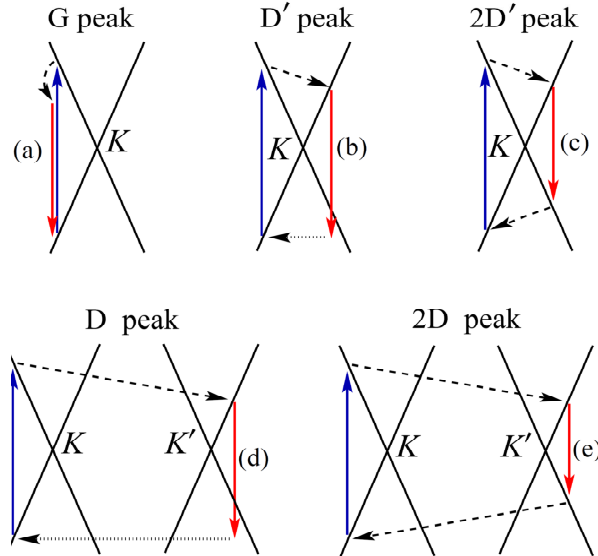 G peak
D′ peak
2D′ peak
(a)
K
K
(b)
K
(c)
D peak
2D peak
K
K′
(d)
K
K′
(e)